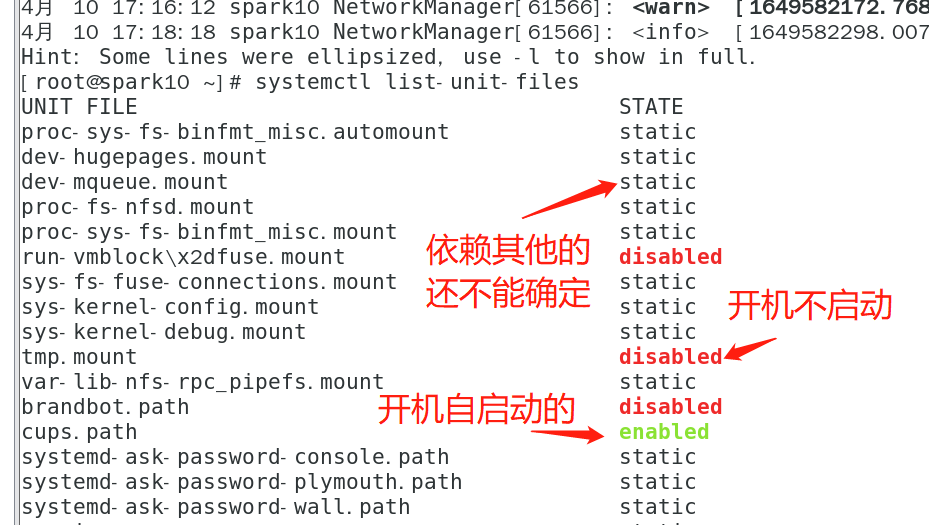 4月 10 17:16:12 spark10 NetworkManager[61566]: <warn> [1649582172.768
4月 10 17:18:18 spark10 NetworkManager[61566]: <info> [1649582298.007
Hint: Some lines were ellipsized, use -l to show in full.
[root@spark10 ~]# systemctl list-unit-files
UNIT FILE STATE
proc-sys-fs-binfmt_misc.automount static
dev-hugepages.mount static
dev-mqueue.mount static
proc-fs-nfsd.mount static
proc-sys-fs-binfmt_misc.mount static
依赖其他的
run-vmblock\x2dfuse.mount disabled
sys-fs-fuse-connections.mount static
还不能确定
sys-kernel-config.mount static
开机不启动
sys-kernel-debug.mount static
tmp.mount disabled
var-lib-nfs-rpc_pipefs.mount static
brandbot.path disabled
开机自启动的
cups.path enabled
systemd-ask-password-console.path static
systemd-ask-password-plymouth.path static
systemd-ask-password-wall.path static